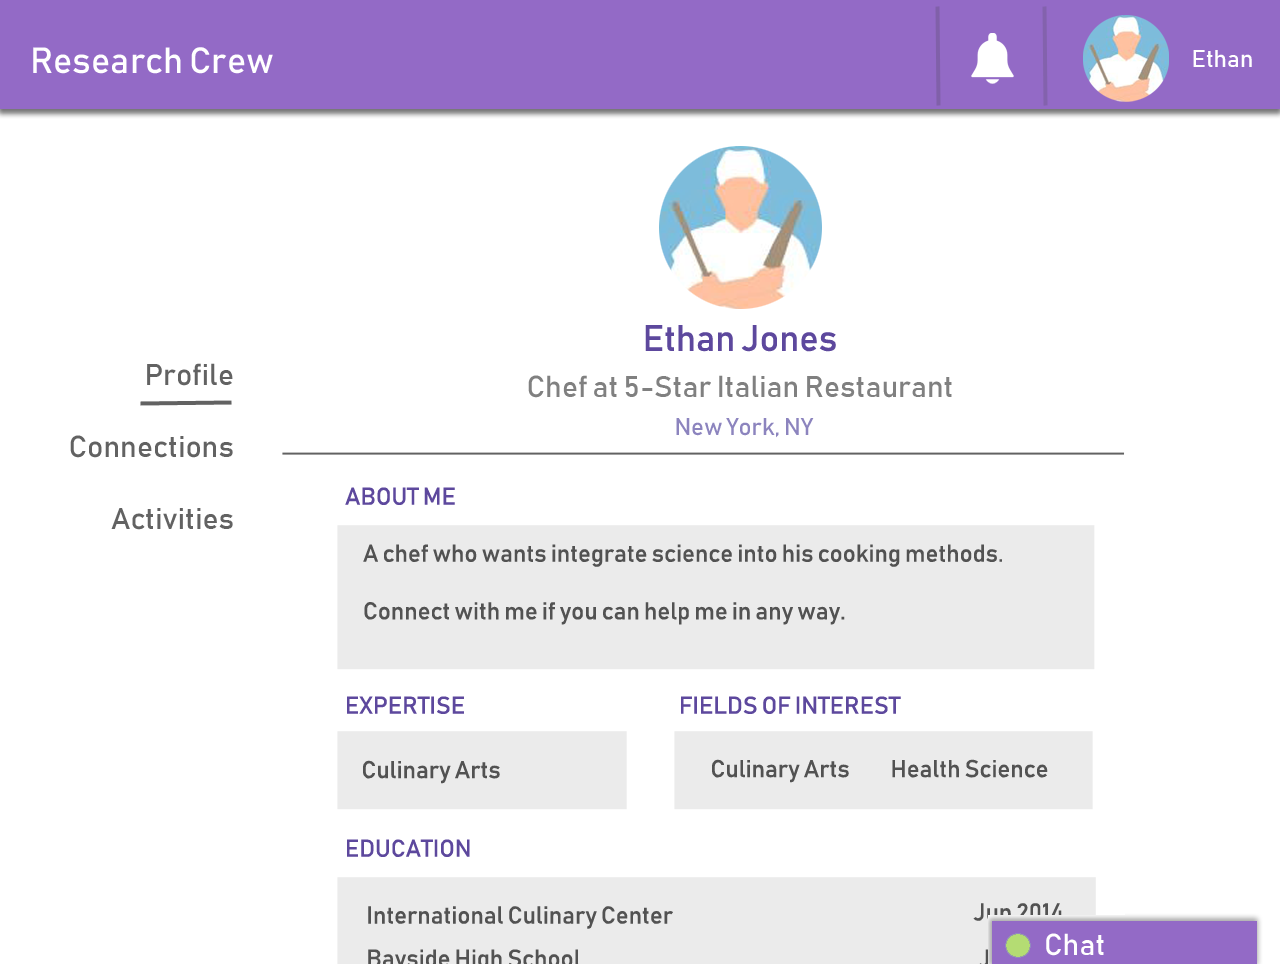 Research Crew
Ethan
Ethan Jones
Chef at 5-Star Italian Restaurant
New York, NY
Profile
Connections
Activities
ABOUT ME
A chef who wants integrate science into his cooking methods.
Connect with me if you can help me in any way.
EXPERTISE
FIELDS OF INTEREST
Culinary Arts
Culinary Arts Health Science
EDUCATION
International Culinary Center Jun 2014
Bayside High School
Chat